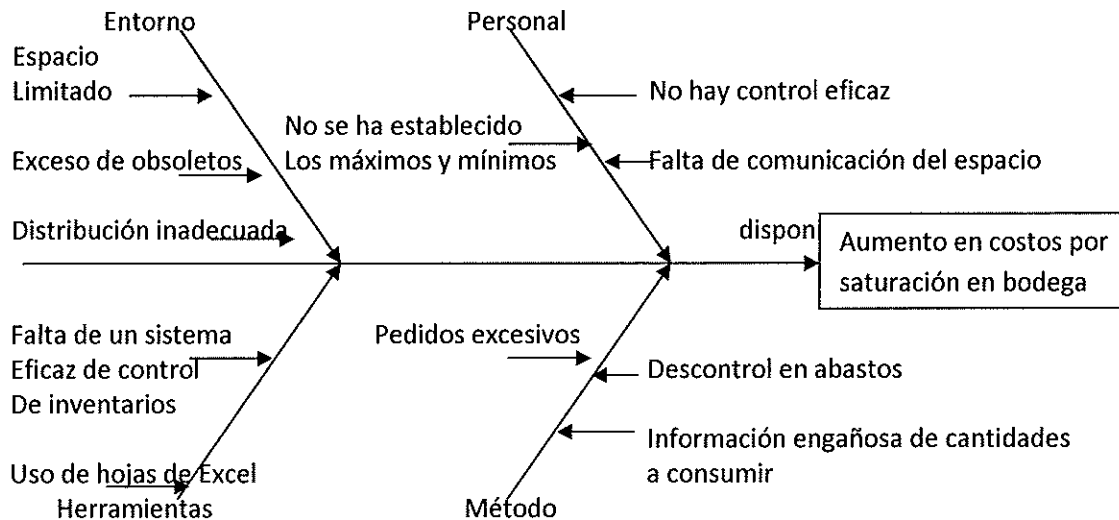 Entorno
Personal
Espacio
Limitado
No hay control eficaz
No se ha establecido
Los máximos y mínimos
Exceso de obsoletos
Falta de comunicación del espacio
Distribución inadecuada
disponi
Aumento en costos por
saturación en bodega
Falta de un sistema
Eficaz de control
De inventarios
Pedidos excesivos
Descontrol en abastos
Información engañosa de cantidades
a consumir
Uso de hojas de Excel
Herramientas
Método